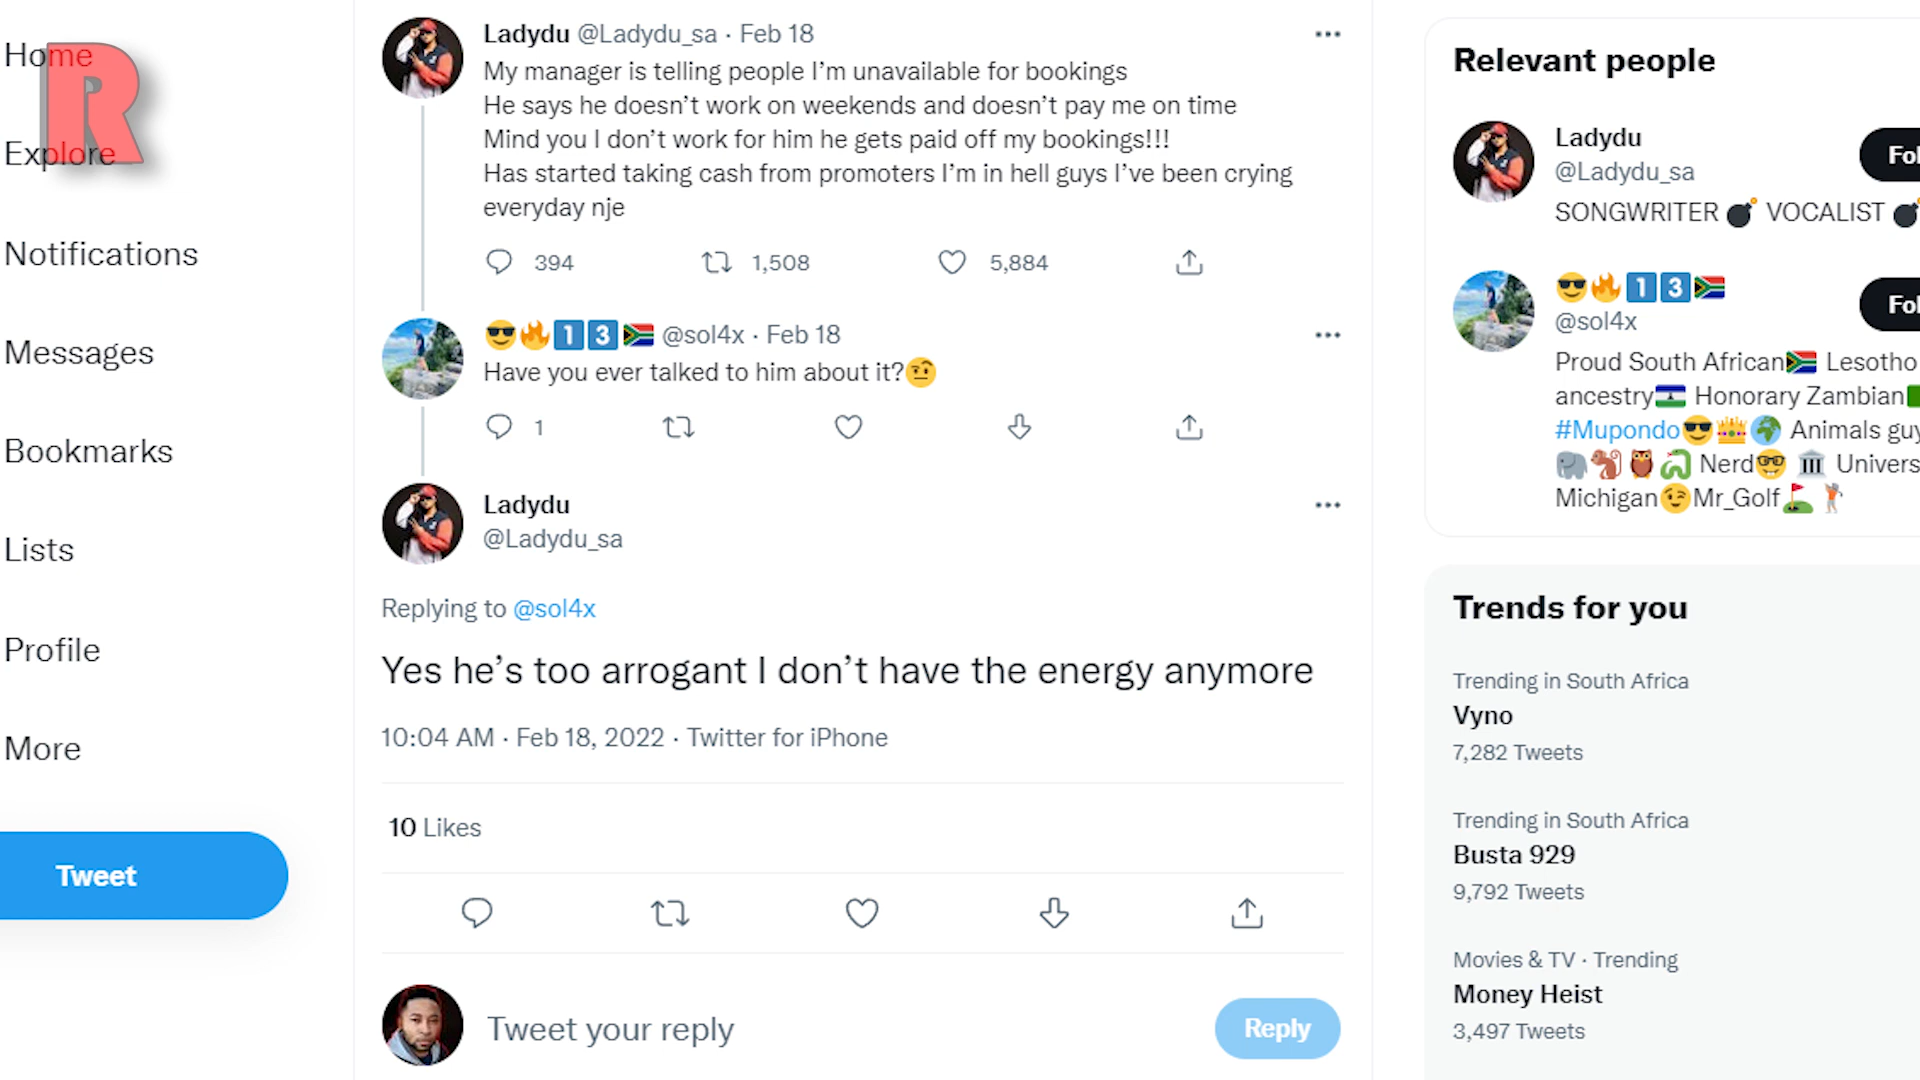 Home
Explore
Notifications
Messages
Bookmarks
Lists
Profile
More
Tweet
R
Ladydu @Ladydu_sa · Feb 18
My manager is telling people I’m unavailable for bookings
He says he doesn’t work on weekends and doesn’t pay me on time
Mind you I don’t work for him he gets paid off my bookings!!!
Has started taking cash from promoters I’m in hell guys I’ve been crying
everyday nje
394 1,508 5,884
😎🔥1️⃣3️⃣🇿🇦 @sol4x · Feb 18
Have you ever talked to him about it?🤨
1
Ladydu
@Ladydu_sa
Replying to @sol4x
Yes he’s too arrogant I don’t have the energy anymore
10:04 AM · Feb 18, 2022 · Twitter for iPhone
10 Likes
Tweet your reply
Reply
Relevant people
Ladydu
@Ladydu_sa
Fol
SONGWRITER 💣 VOCALIST 💣
😎🔥1️⃣3️⃣🇿🇦
@sol4x
Fol
Proud South African🇿🇦 Lesotho
ancestry🇱🇸 Honorary Zambian
#Mupondo😎👑🌍 Animals guy
🐘🐒🦉🐍 Nerd🤓 🏛️ Univers
Michigan😉Mr_Golf⛳🏌
Trends for you
Trending in South Africa
Vyno
7,282 Tweets
Trending in South Africa
Busta 929
9,792 Tweets
Movies & TV · Trending
Money Heist
3,497 Tweets